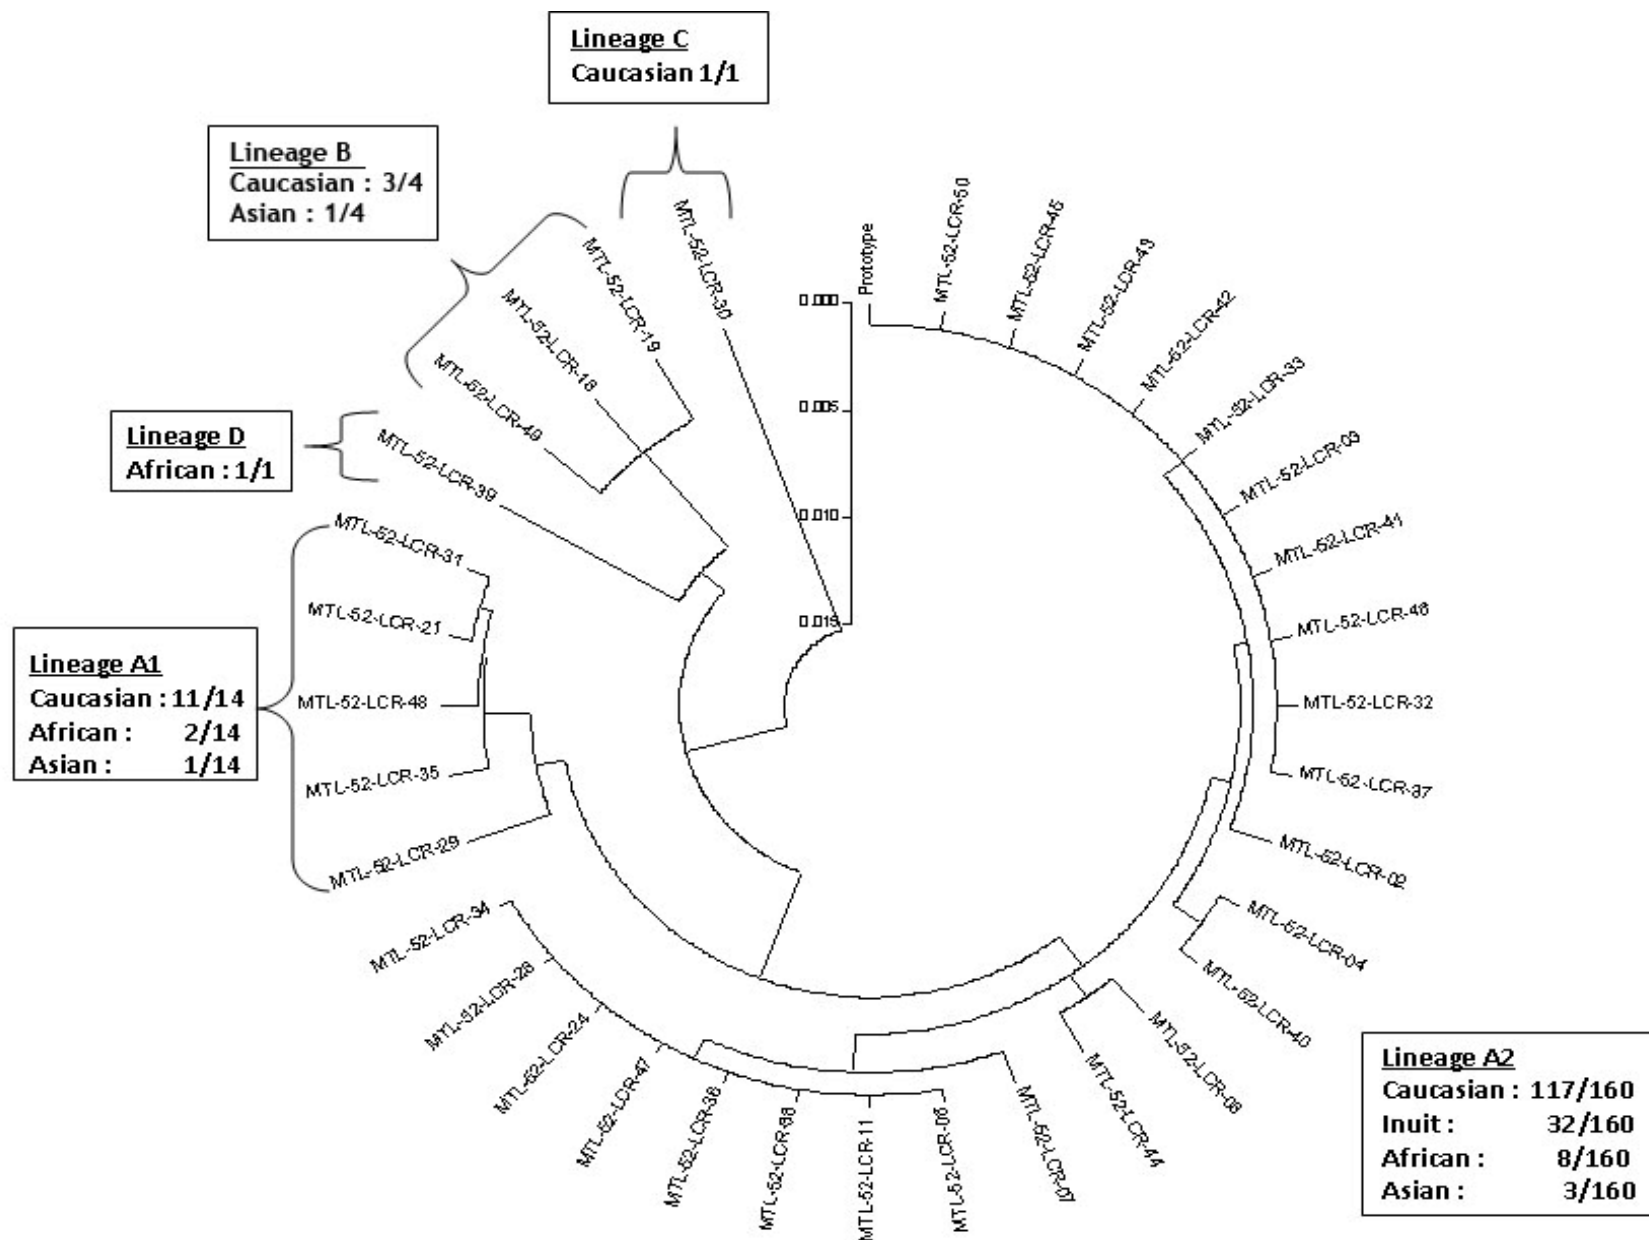 Lineage C
Caucasian 1/1
Lineage B
Caucasian : 3/4
Asian : 1/4
Lineage D
African : 1/1
Lineage A1
Caucasian : 11/14
African : 2/14
Asian : 1/14
Lineage A2
Caucasian : 117/160
Inuit : 32/160
African : 8/160
Asian : 3/160
0.000
0.005
0.010
0.015
Prototype
MTL-52-LCR-50
MTL-52-LCR-45
MTL-52-LCR-43
MTL-52-LCR-42
MTL-52-LCR-33
MTL-52-LCR-09
MTL-52-LCR-41
MTL-52-LCR-46
MTL-52-LCR-32
MTL-52-LCR-37
MTL-52-LCR-02
MTL-52-LCR-04
MTL-52-LCR-40
MTL-52-LCR-08
MTL-52-LCR-44
MTL-52-LCR-07
MTL-52-LCR-06
MTL-52-LCR-11
MTL-52-LCR-38
MTL-52-LCR-47
MTL-52-LCR-24
MTL-52-LCR-28
MTL-52-LCR-34
MTL-52-LCR-29
MTL-52-LCR-35
MTL-52-LCR-48
MTL-52-LCR-21
MTL-52-LCR-31
MTL-52-LCR-39
MTL-52-LCR-49
MTL-52-LCR-18
MTL-52-LCR-19
MTL-52-LCR-30